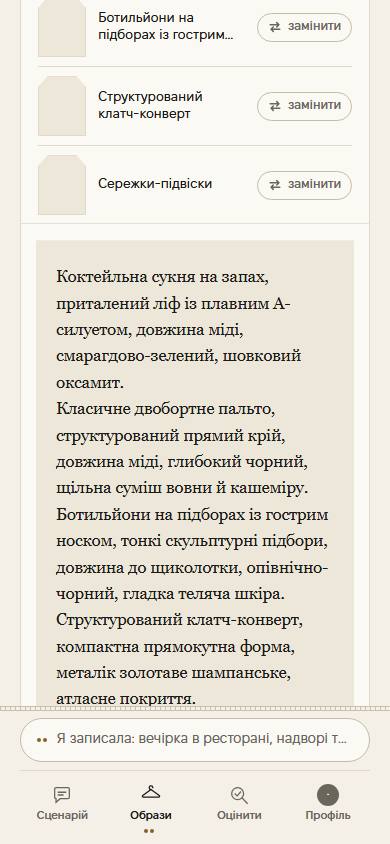 Ботильйони на
підборах із гострим...
замінити
Структурований
клатч-конверт
замінити
Сережки-підвіски
замінити
Коктейльна сукня на запах,
приталений ліф із плавним А-
силуетом, довжина міді,
смарагдово-зелений, шовковий
оксамит.
Класичне двобортне пальто,
структурований прямий крій,
довжина міді, глибокий чорний,
щільна суміш вовни й кашеміру.
Ботильйони на підборах із гострим
носком, тонкі скульптурні підбори,
довжина до щиколотки, опівнічно-
чорний, гладка теляча шкіра.
Структурований клатч-конверт,
компактна прямокутна форма,
металік золотаве шампанське,
атласне покриття.
Я записала: вечірка в ресторані, надворі т...
Сценарій
Образи
Оцінити
Профіль